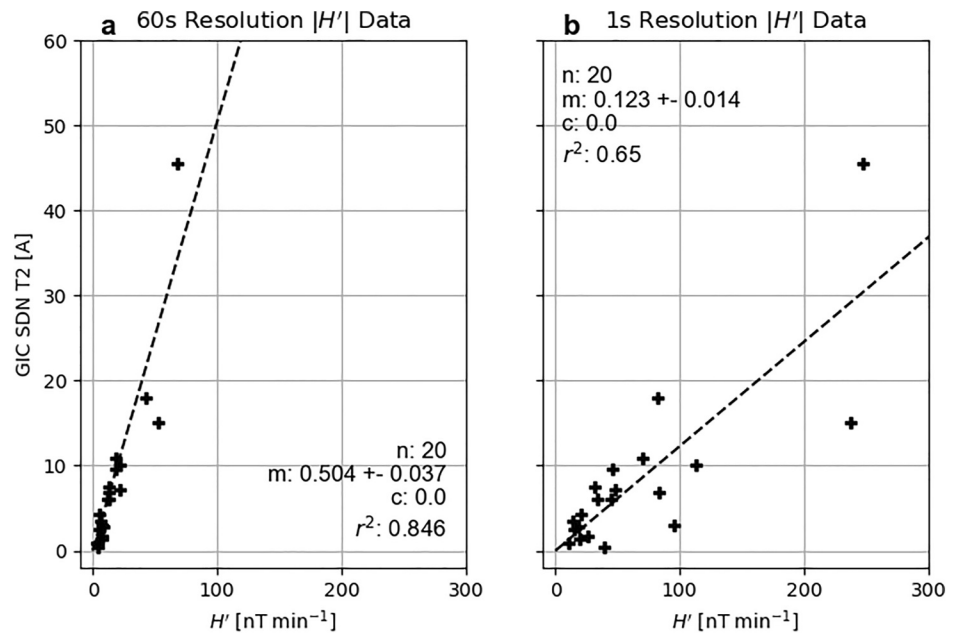 a 60s Resolution |H′| Data
60
50
40
30
20
10
0
GIC SDN T2 [A]
n: 20
m: 0.504 +- 0.037
c: 0.0
r²: 0.846
0 100 200 300
H′ [nT min⁻¹]
b 1s Resolution |H′| Data
n: 20
m: 0.123 +- 0.014
c: 0.0
r²: 0.65
0 100 200 300
H′ [nT min⁻¹]